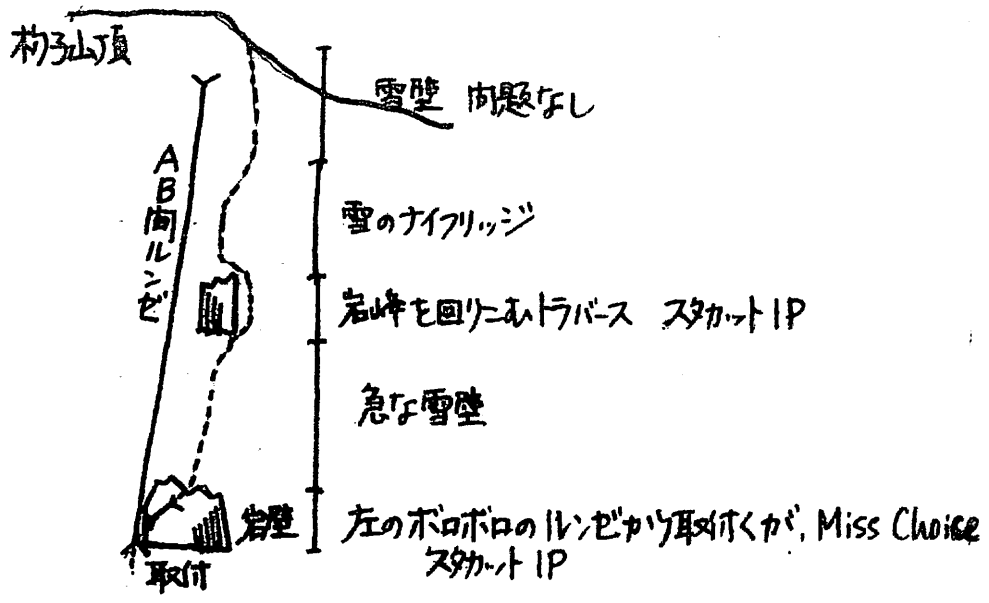 杓子山頂
雪壁 問題なし
AB間ルンゼ
雪のナイフリッジ
岩峰を回りこむトラバース スタカット1P
急な雪壁
岩壁
左のボロボロのルンゼから取付くが、Miss Choice
スタカット1P
取付